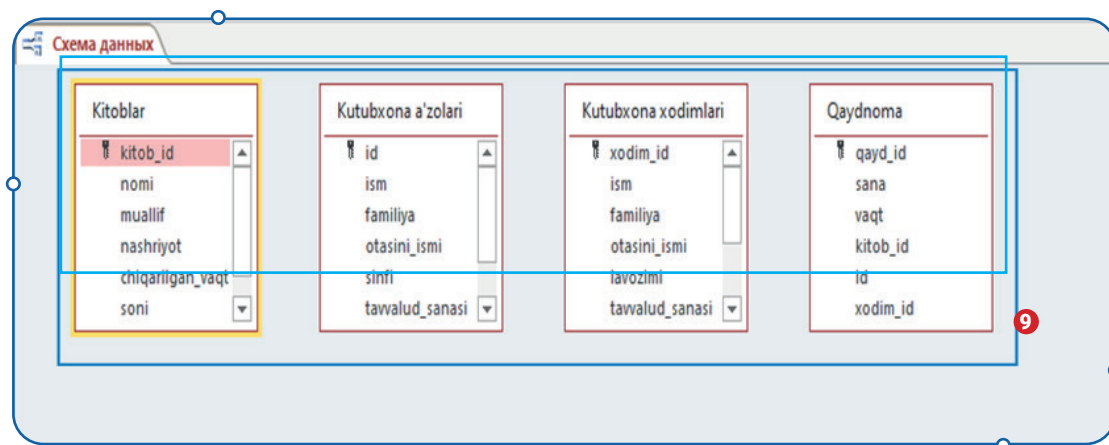 Схема данных
Kitoblar
kitob_id
nomi
muallif
nashriyot
chiqarilgan_vaqt
soni
Kutubxona a'zolari
id
ism
familiya
otasini_ismi
sinfi
tavvalud_sanasi
Kutubxona xodimlari
xodim_id
ism
familiya
otasini_ismi
lavozimi
tavvalud_sanasi
Qaydnoma
qayd_id
sana
vaqt
kitob_id
id
xodim_id
9